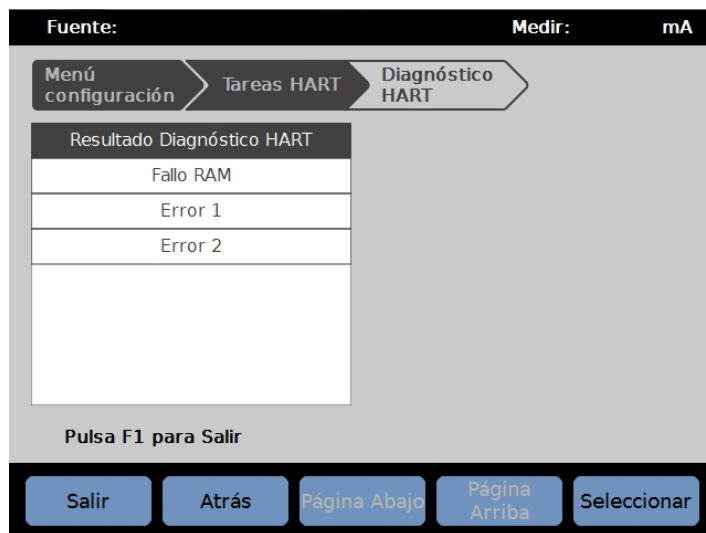 Fuente: Medir: mA
Menú
configuración
Tareas HART
Diagnóstico
HART
Resultado Diagnóstico HART
Fallo RAM
Error 1
Error 2
Pulsa F1 para Salir
Salir Atrás Página Abajo Página
Arriba Seleccionar